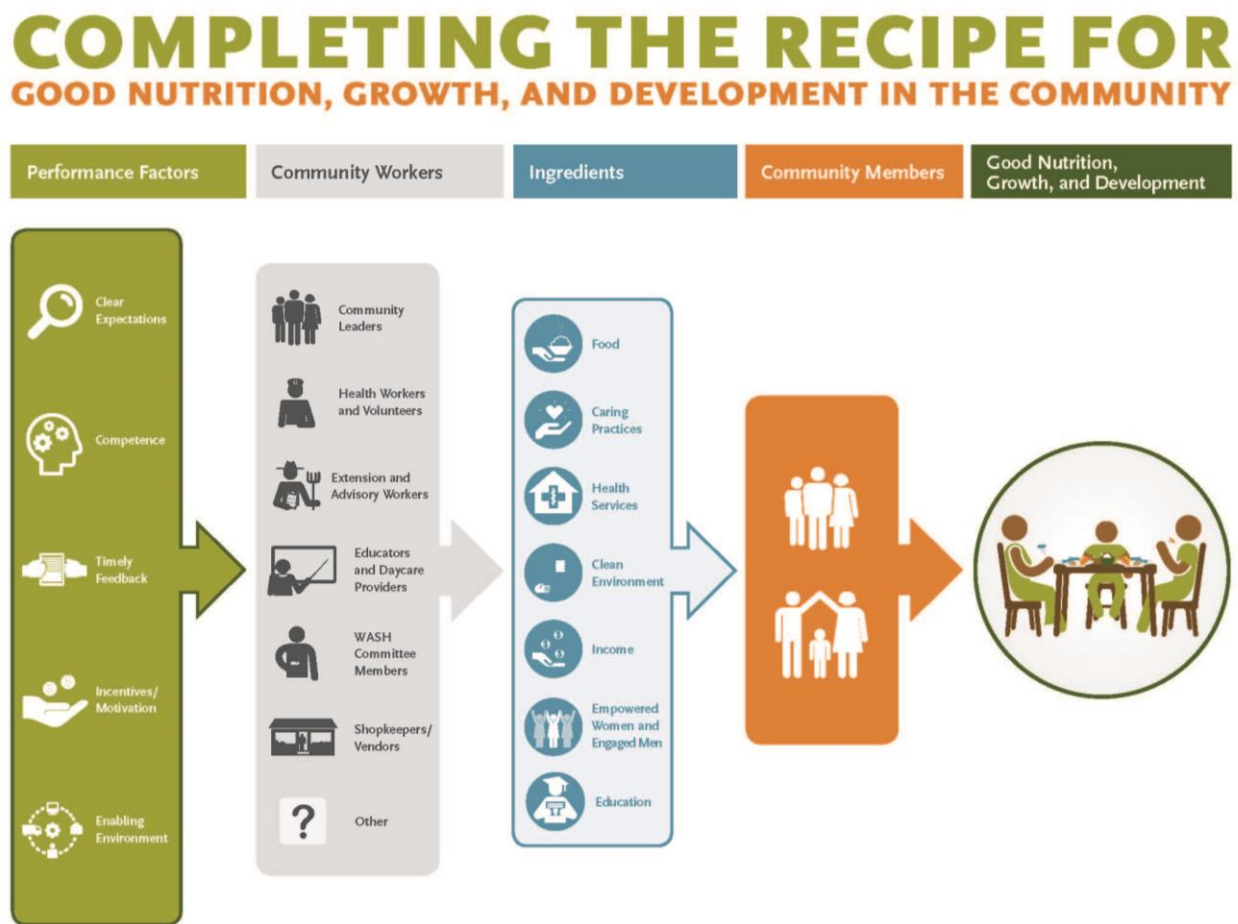 COMPLETING THE RECIPE FOR
GOOD NUTRITION, GROWTH, AND DEVELOPMENT IN THE COMMUNITY
Performance Factors
Community Workers
Ingredients
Community Members
Good Nutrition,
Growth, and Development
Clear
Expectations
Competence
Timely
Feedback
Incentives/
Motivation
Enabling
Environment
Community
Leaders
Health Workers
and Volunteers
Extension and
Advisory Workers
Educators
and Daycare
Providers
WASH
Committee
Members
Shopkeepers/
Vendors
?
Other
Food
Caring
Practices
Health
Services
Clean
Environment
Income
Empowered
Women and
Engaged Men
Education